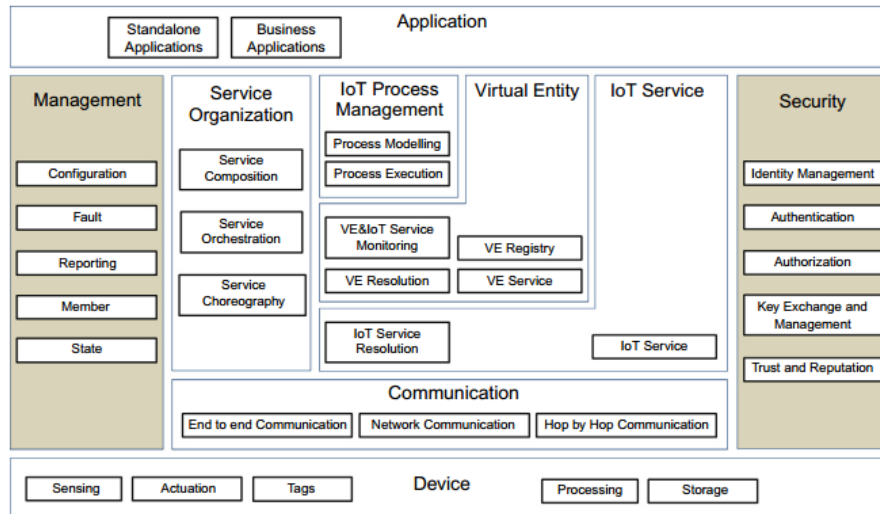 Application
Standalone
Applications
Business
Applications
Management
Configuration
Fault
Reporting
Member
State
Service
Organization
Service
Composition
Service
Orchestration
Service
Choreography
IoT Process
Management
Process Modelling
Process Execution
Virtual Entity
VE&IoT Service
Monitoring
VE Registry
VE Resolution
VE Service
IoT Service
IoT Service
Resolution
IoT Service
Security
Identity Management
Authentication
Authorization
Key Exchange and
Management
Trust and Reputation
Communication
End to end Communication
Network Communication
Hop by Hop Communication
Device
Sensing
Actuation
Tags
Processing
Storage